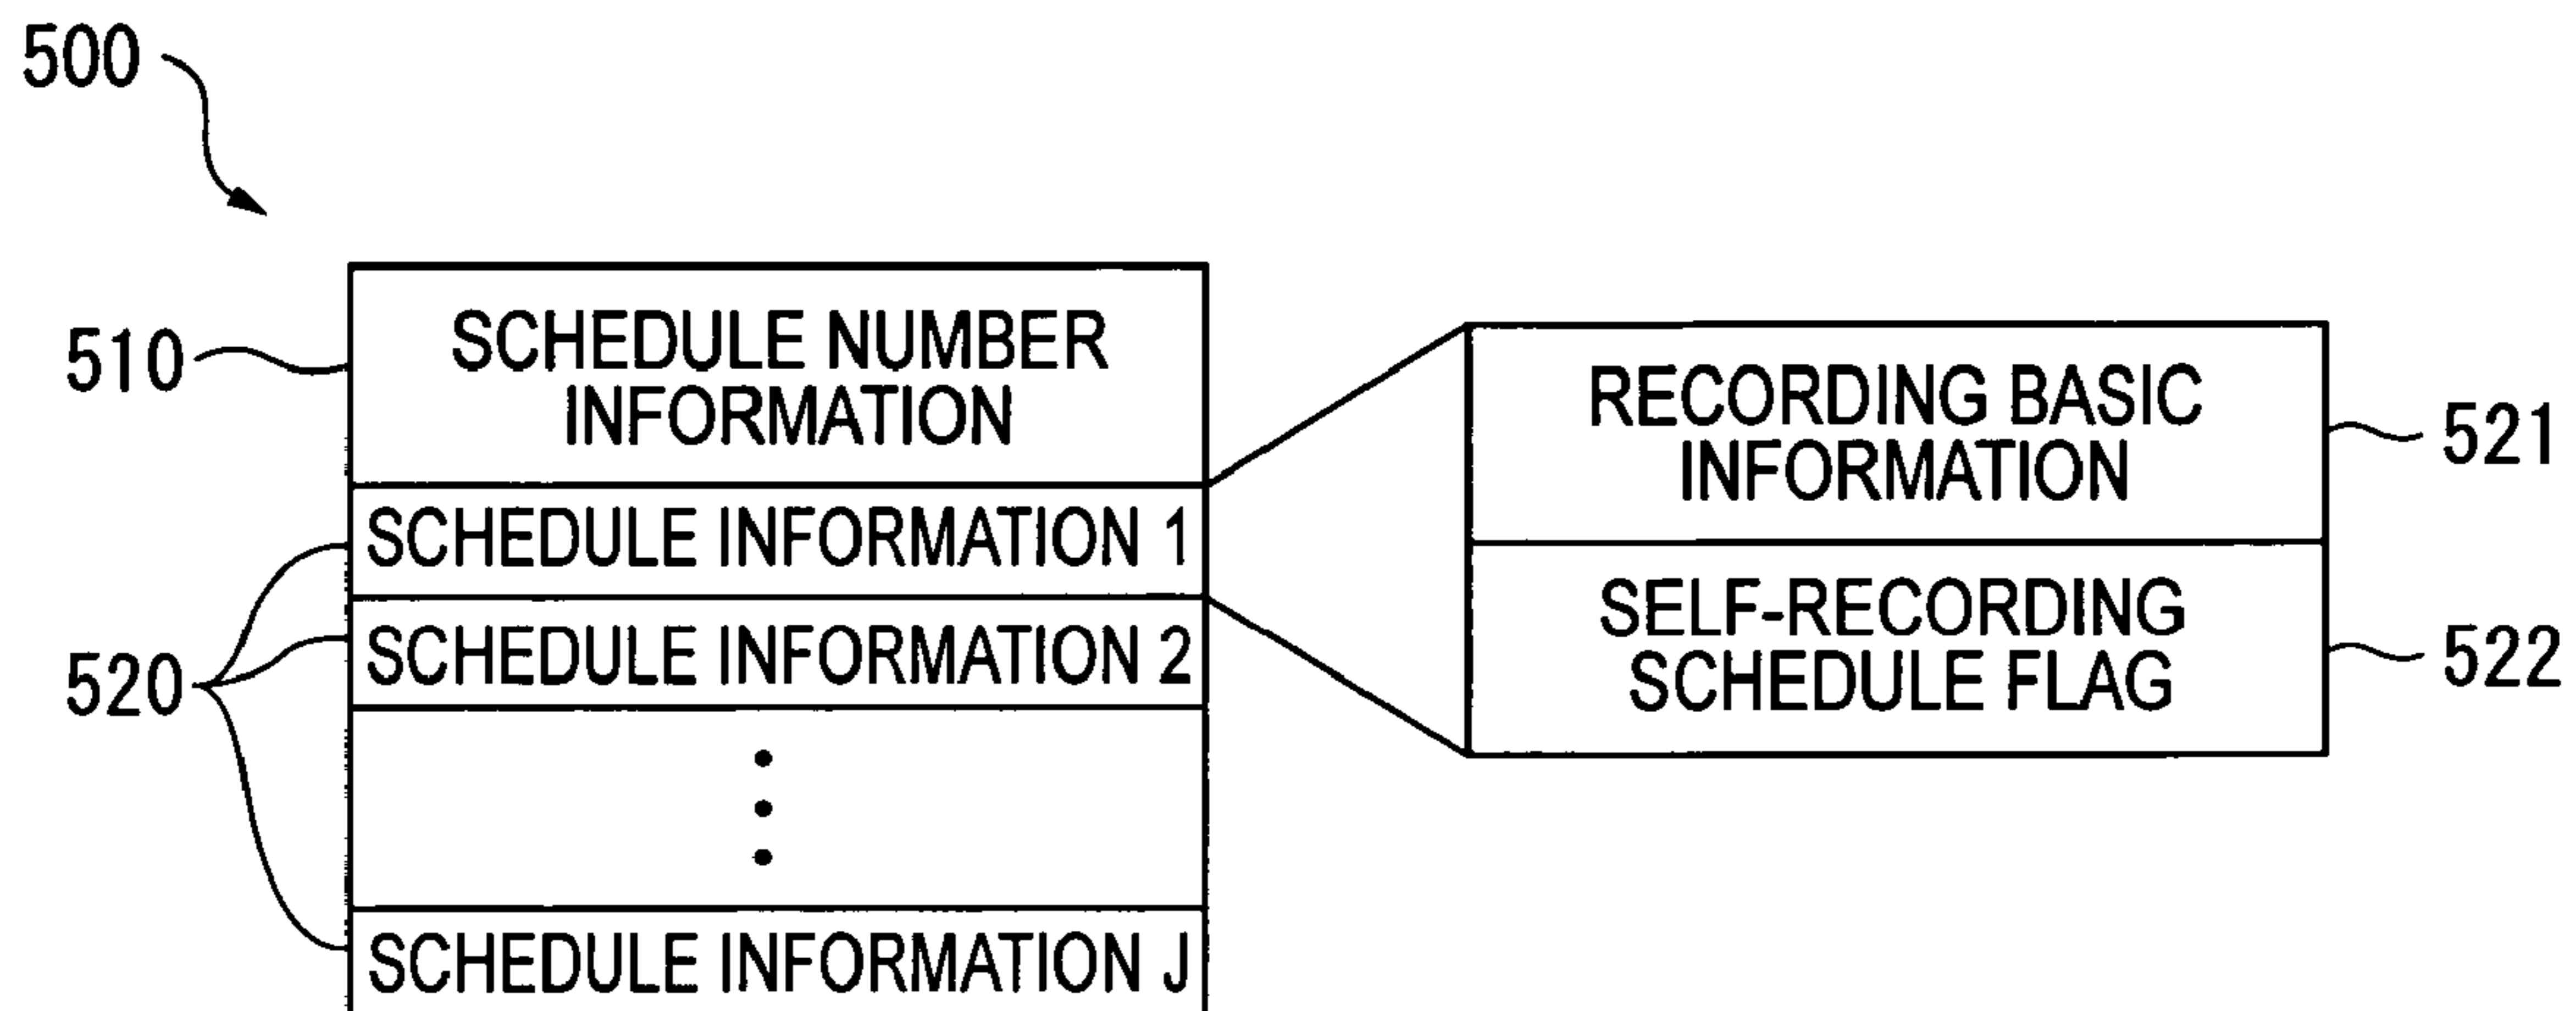 500
510
SCHEDULE NUMBER
INFORMATION
SCHEDULE INFORMATION 1
520
SCHEDULE INFORMATION 2
SCHEDULE INFORMATION J
RECORDING BASIC
INFORMATION
521
SELF-RECORDING
SCHEDULE FLAG
522